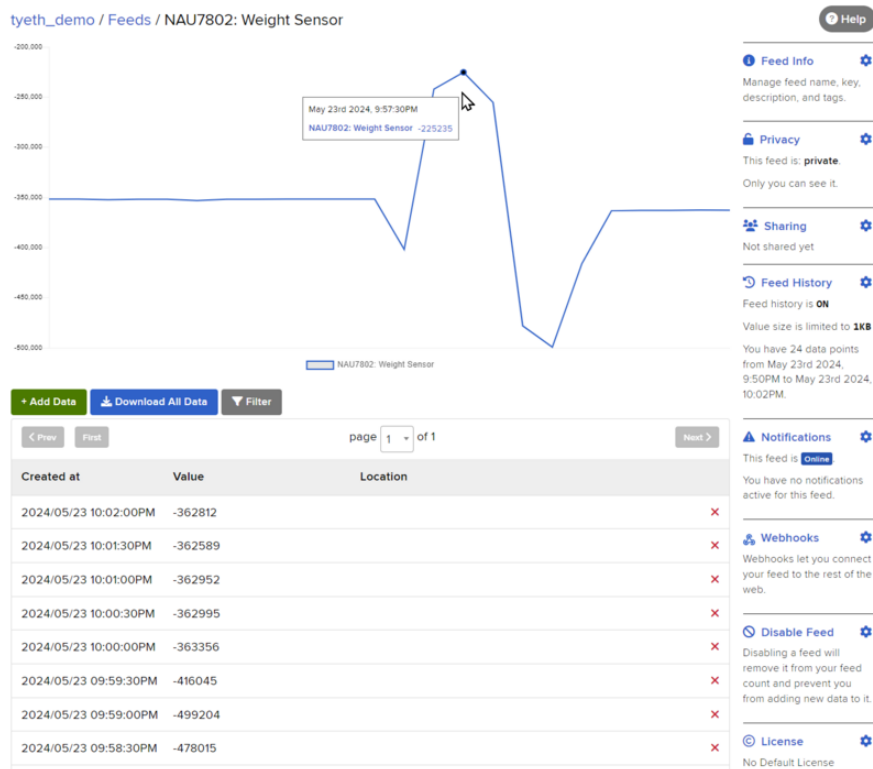 tyeth_demo / Feeds / NAU7802: Weight Sensor
Help
-200,000
-250,000
-300,000
-350,000
-400,000
-450,000
-500,000
May 23rd 2024, 9:57:30PM
NAU7802: Weight Sensor -225235
NAU7802: Weight Sensor
+ Add Data
Download All Data
Filter
< Prev
First
page 1 of 1
Next >
Created at Value Location
2024/05/23 10:02:00PM -362812
2024/05/23 10:01:30PM -362589
2024/05/23 10:01:00PM -362952
2024/05/23 10:00:30PM -362995
2024/05/23 10:00:00PM -363356
2024/05/23 09:59:30PM -416045
2024/05/23 09:59:00PM -499204
2024/05/23 09:58:30PM -478015
Feed Info
Manage feed name, key,
description, and tags.
Privacy
This feed is: private.
Only you can see it.
Sharing
Not shared yet
Feed History
Feed history is ON
Value size is limited to 1KB
You have 24 data points
from May 23rd 2024,
9:50PM to May 23rd 2024,
10:02PM.
Notifications
This feed is Online.
You have no notifications
active for this feed.
Webhooks
Webhooks let you connect
your feed to the rest of the
web.
Disable Feed
Disabling a feed will
remove it from your feed
count and prevent you
from adding new data to it.
License
No Default License